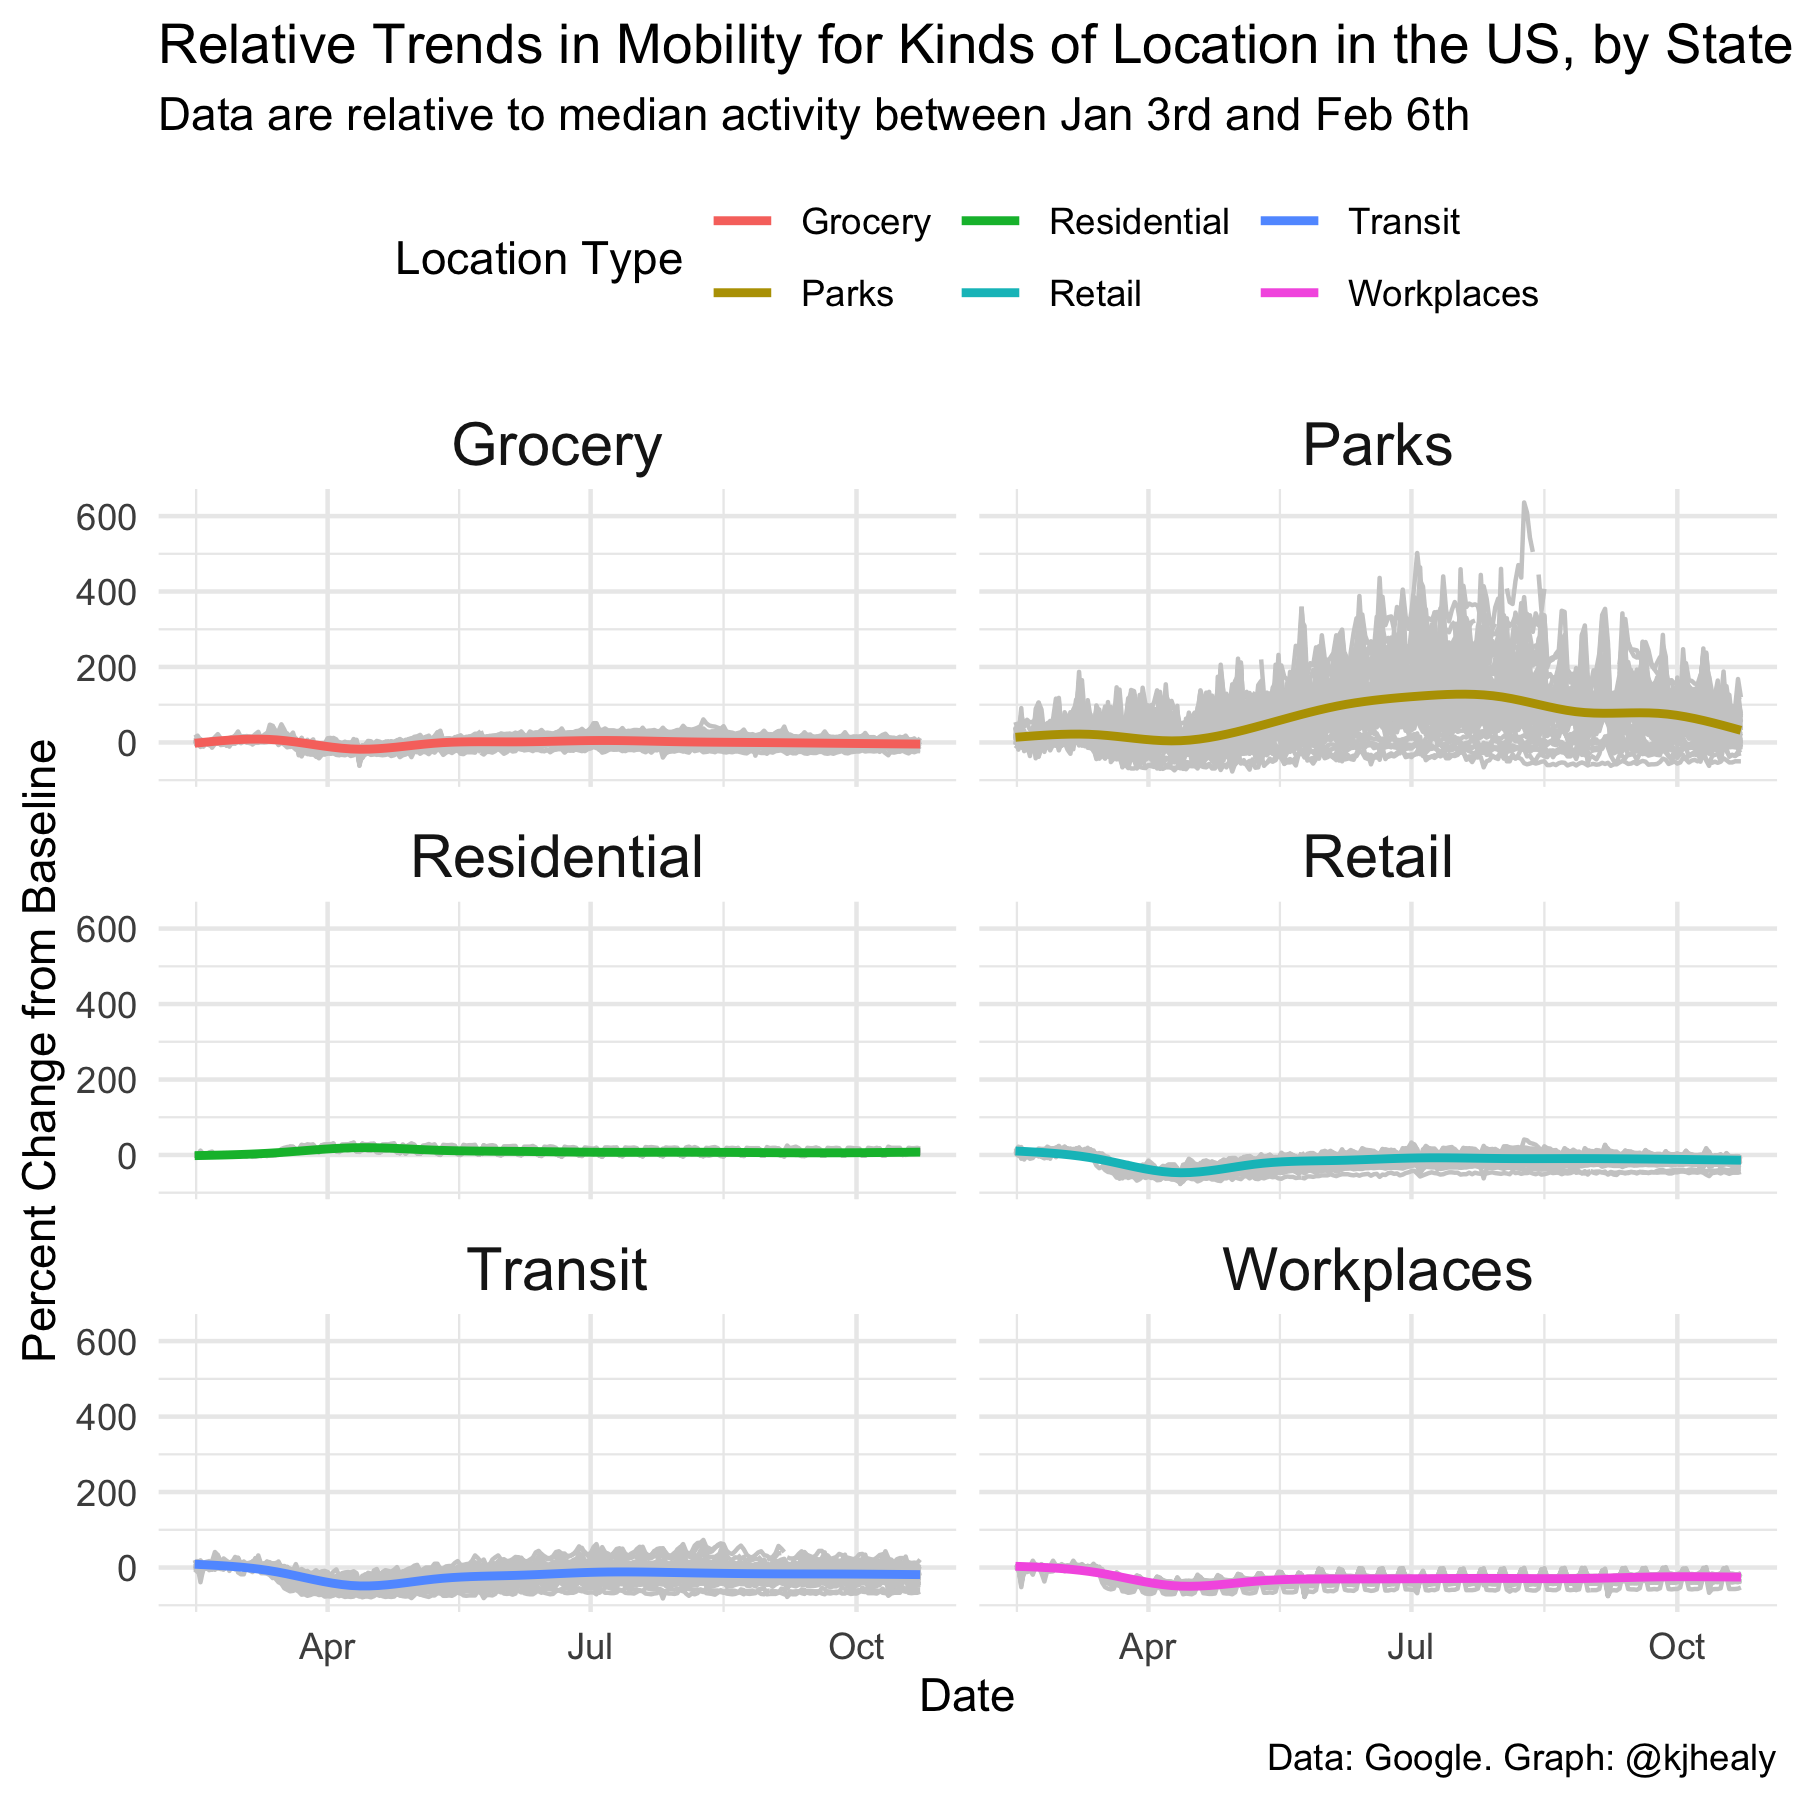 Relative Trends in Mobility for Kinds of Location in the US, by State
Data are relative to median activity between Jan 3rd and Feb 6th
Location Type
Grocery
Residential
Transit
Parks
Retail
Workplaces
Percent Change from Baseline
Grocery
Parks
600
400
200
0
Residential
Retail
600
400
200
0
Transit
Workplaces
600
400
200
0
Apr
Jul
Oct
Apr
Jul
Oct
Date
Data: Google. Graph: @kjhealy